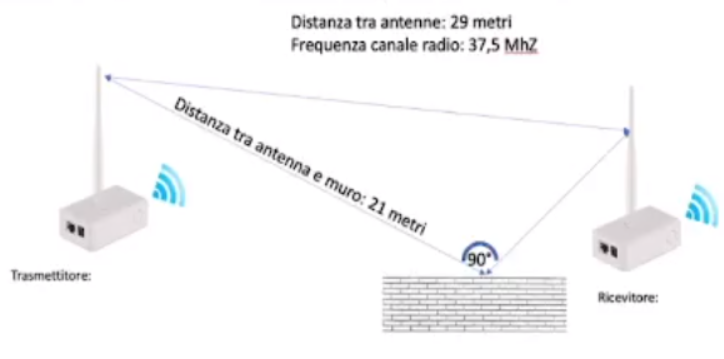 Distanza tra antenne: 29 metri
Frequenza canale radio: 37,5 MhZ
Distanza tra antenna e muro: 21 metri
90°
Trasmettitore:
Ricevitore: